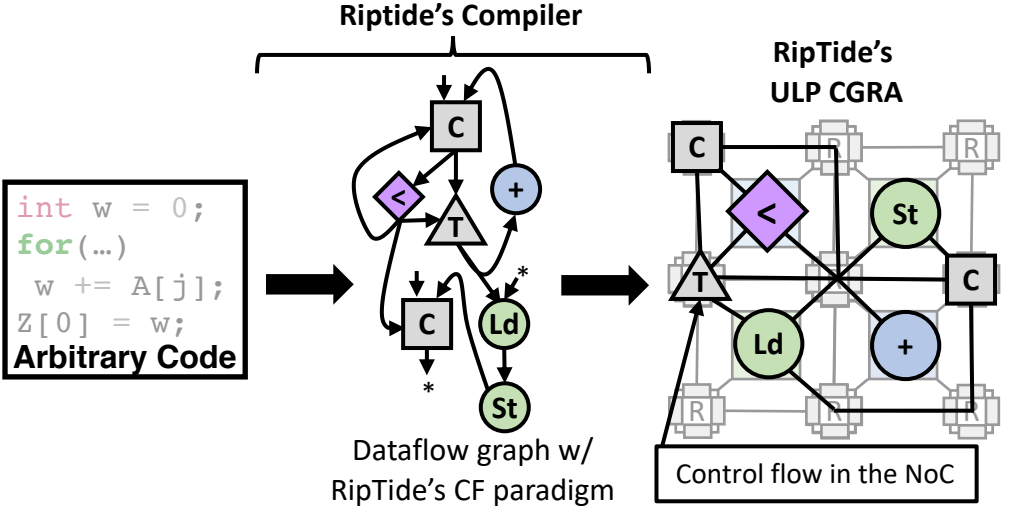 Riptide's Compiler
RipTide's
ULP CGRA
int w = 0;
for(…)
w += A[j];
Z[0] = w;
Arbitrary Code
C
<
T
+
*
C
Ld
*
St
Dataflow graph w/
RipTide's CF paradigm
C
R
R
<
St
T
R
C
Ld
+
R
R
R
Control flow in the NoC